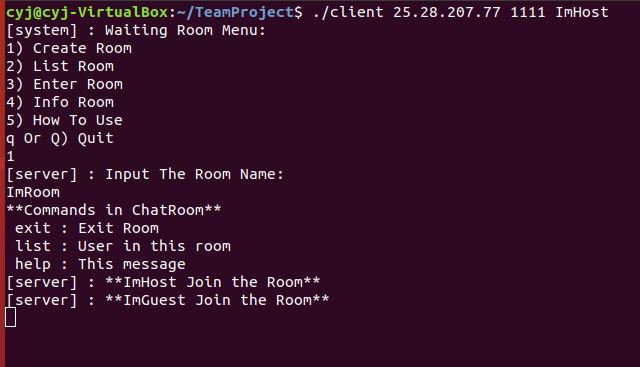 cyj@cyj-VirtualBox:~/TeamProject$ ./client 25.28.207.77 1111 ImHost
[system] : Waiting Room Menu:
1) Create Room
2) List Room
3) Enter Room
4) Info Room
5) How To Use
q Or Q) Quit
1
[server] : Input The Room Name:
ImRoom
**Commands in ChatRoom**
 exit : Exit Room
 list : User in this room
 help : This message
[server] : **ImHost Join the Room**
[server] : **ImGuest Join the Room**